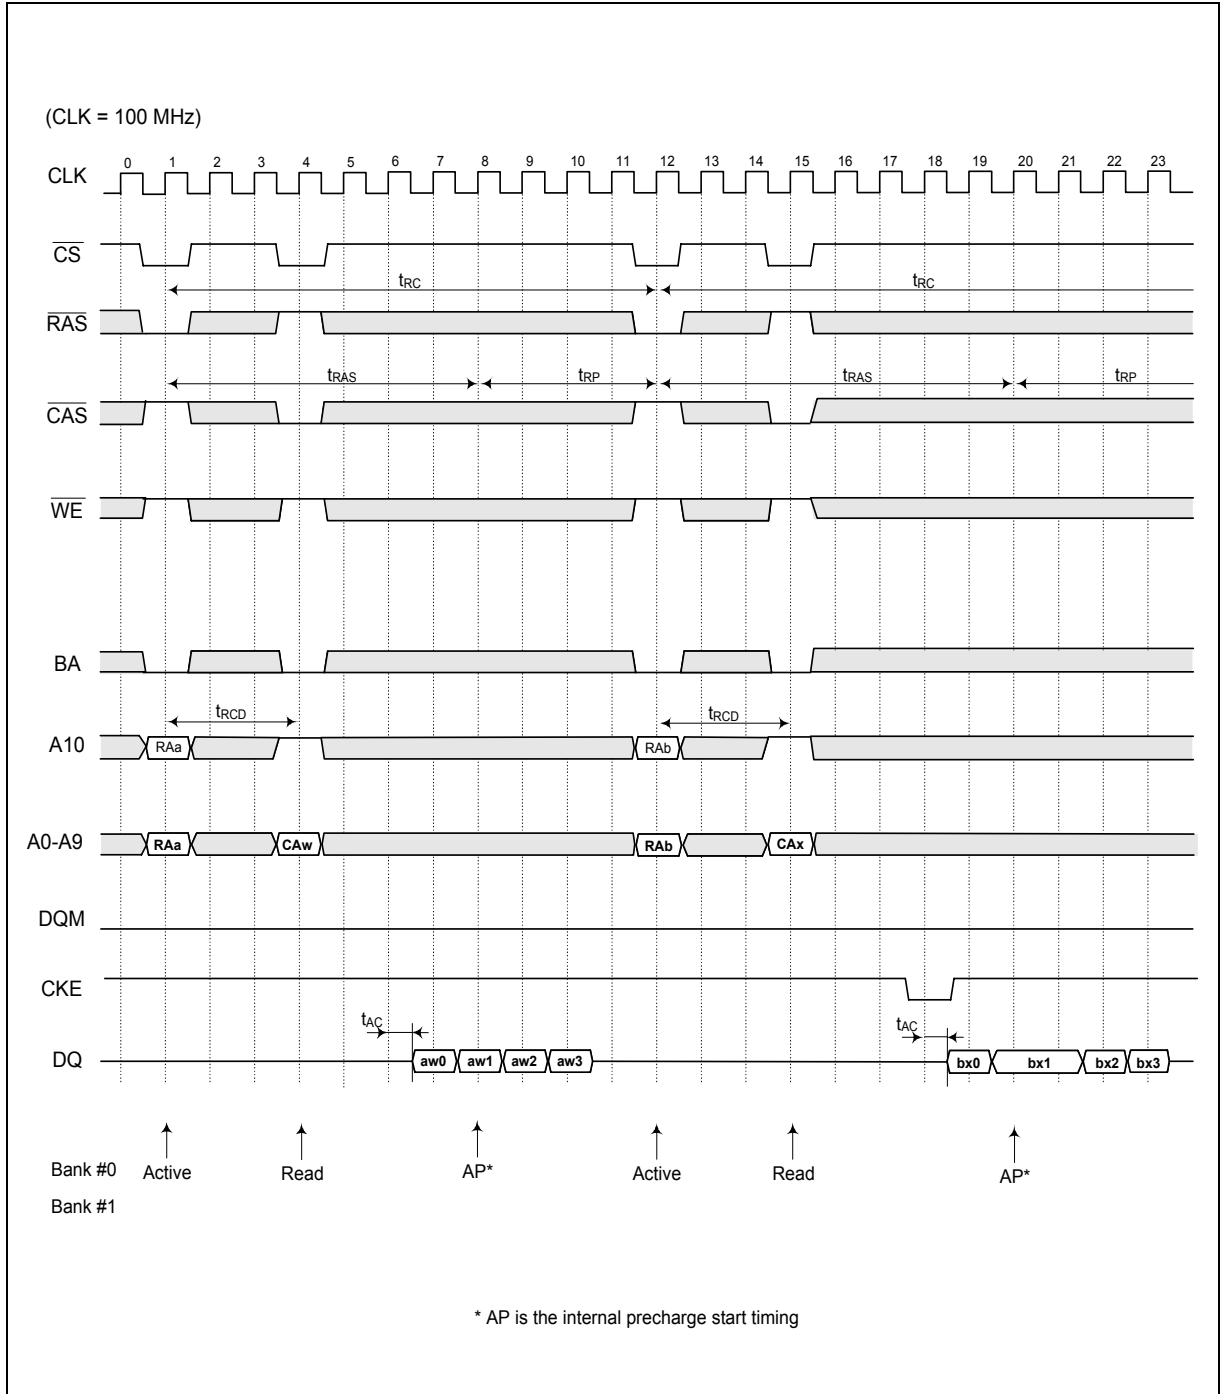 (CLK = 100 MHz)
0 1 2 3 4 5 6 7 8 9 10 11 12 13 14 15 16 17 18 19 20 21 22 23
CLK
CS
tRC tRC
RAS
tRAS tRP tRAS tRP
CAS
WE
BA
tRCD tRCD
A10 RAa RAb
A0-A9 RAa CAw RAb CAx
DQM
CKE
tAC tAC
DQ aw0 aw1 aw2 aw3 bx0 bx1 bx2 bx3
Bank #0 Active Read AP* Active Read AP*
Bank #1
* AP is the internal precharge start timing